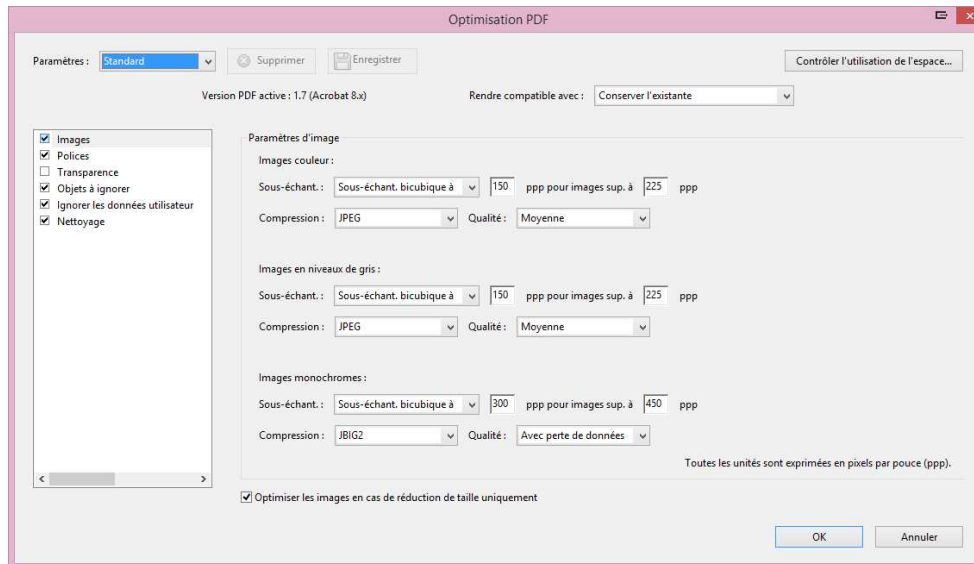 Optimisation PDF
Paramètres : Standard Supprimer Enregistrer Contrôler l'utilisation de l'espace...
Version PDF active : 1.7 (Acrobat 8.x) Rendre compatible avec : Conserver l'existante
Images
Polices
Transparence
Objets à ignorer
Ignorer les données utilisateur
Nettoyage
Paramètres d'image
Images couleur :
Sous-échant. : Sous-échant. bicubique à 150 ppp pour images sup. à 225 ppp
Compression : JPEG Qualité : Moyenne
Images en niveaux de gris :
Sous-échant. : Sous-échant. bicubique à 150 ppp pour images sup. à 225 ppp
Compression : JPEG Qualité : Moyenne
Images monochromes :
Sous-échant. : Sous-échant. bicubique à 300 ppp pour images sup. à 450 ppp
Compression : JBIG2 Qualité : Avec perte de données
Toutes les unités sont exprimées en pixels par pouce (ppp).
Optimiser les images en cas de réduction de taille uniquement
OK Annuler